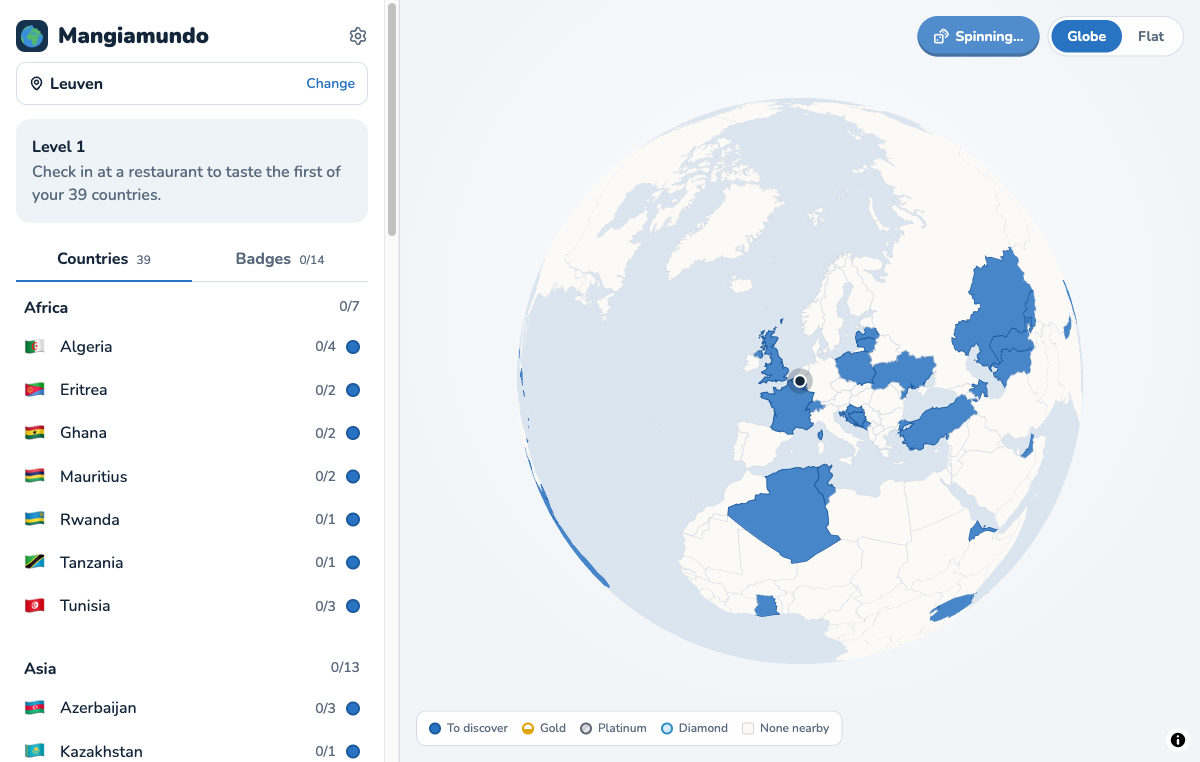 Mangiamundo
Leuven
Change
Level 1
Check in at a restaurant to taste the first of
your 39 countries.
Countries 39
Badges 0/14
Africa 0/7
Algeria 0/4
Eritrea 0/2
Ghana 0/2
Mauritius 0/2
Rwanda 0/1
Tanzania 0/1
Tunisia 0/3
Asia 0/13
Azerbaijan 0/3
Kazakhstan 0/1
Spinning...
Globe
Flat
To discover
Gold
Platinum
Diamond
None nearby